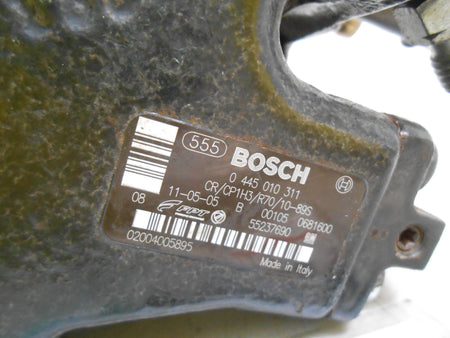 555 BOSCH
0 445 010 311
CR/CP1H3/R70/10-89S
08 11-05-05 B 00105 0681600
55237690
02004005895 Made in Italy